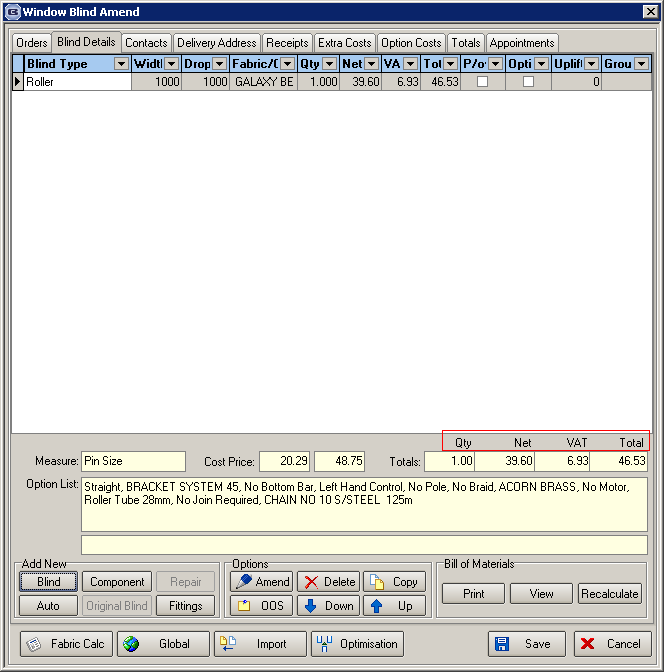 Window Blind Amend
Orders Blind Details Contacts Delivery Address Receipts Extra Costs Option Costs Totals Appointments
Blind Type Widtl Drop Fabric/C Qty Net VA Tot P/o Opti Uplift Grou
Roller 1000 1000 GALAXY BE 1.000 39.60 6.93 46.53 0
Qty Net VAT Total
Measure: Pin Size Cost Price: 20.29 48.75 Totals: 1.00 39.60 6.93 46.53
Option List: Straight, BRACKET SYSTEM 45, No Bottom Bar, Left Hand Control, No Pole, No Braid, ACORN BRASS, No Motor,
Roller Tube 28mm, No Join Required, CHAIN NO 10 S/STEEL 125m
Add New Options Bill of Materials
Blind Component Repair Amend Delete Copy Print View Recalculate
Auto Original Blind Fittings OOS Down Up
Fabric Calc Global Import Optimisation Save Cancel